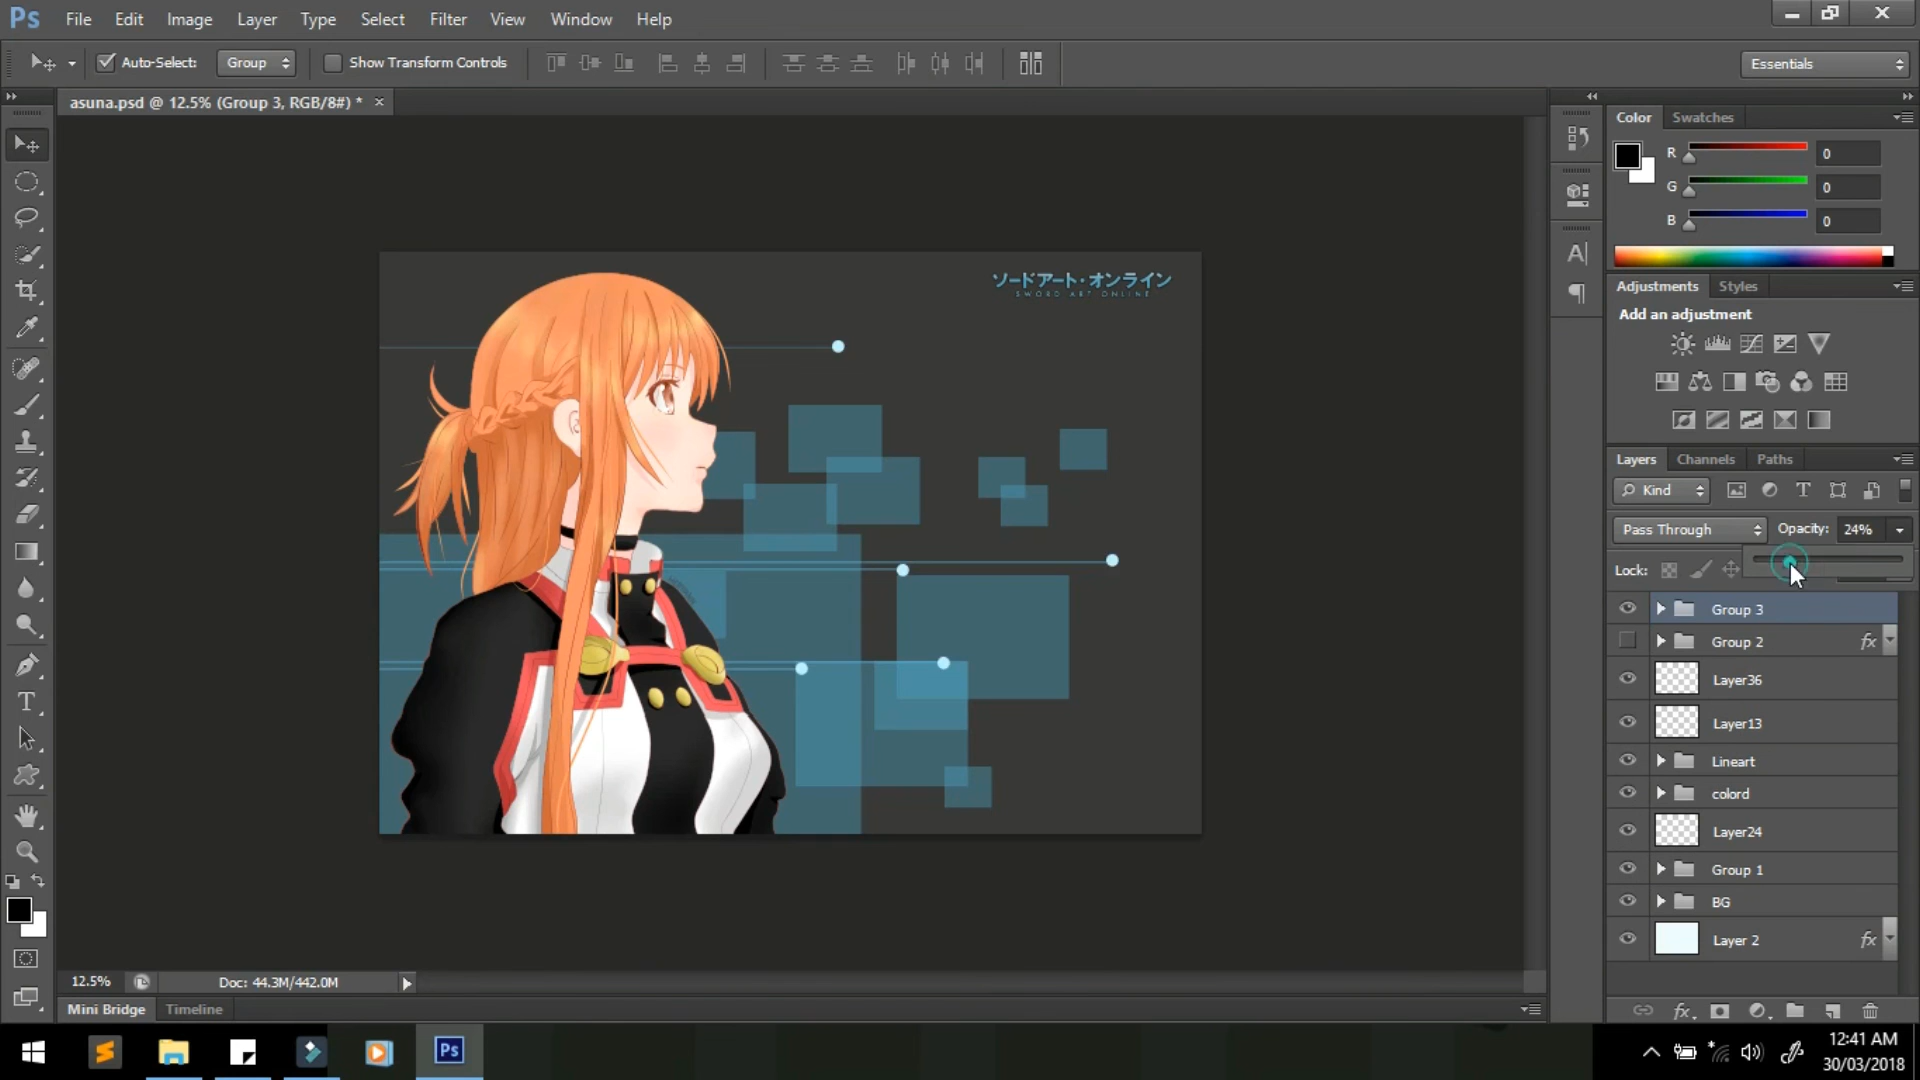 Ps File Edit Image Layer Type Select Filter View Window Help
Auto-Select: Group Show Transform Controls Essentials
asuna.psd @ 12.5% (Group 3, RGB/8#) * ×
Color Swatches
R 0
G 0
B 0
Adjustments Styles
Add an adjustment
ソードアート・オンライン
SWORD ART ONLINE
Layers Channels Paths
Kind
Pass Through Opacity: 24%
Lock:
Group 3
Group 2 fx
Layer36
Layer13
Lineart
colord
Layer24
Group 1
BG
Layer 2 fx
12.5% Doc: 44.3M/442.0M
Mini Bridge Timeline
Ps
12:41 AM
30/03/2018